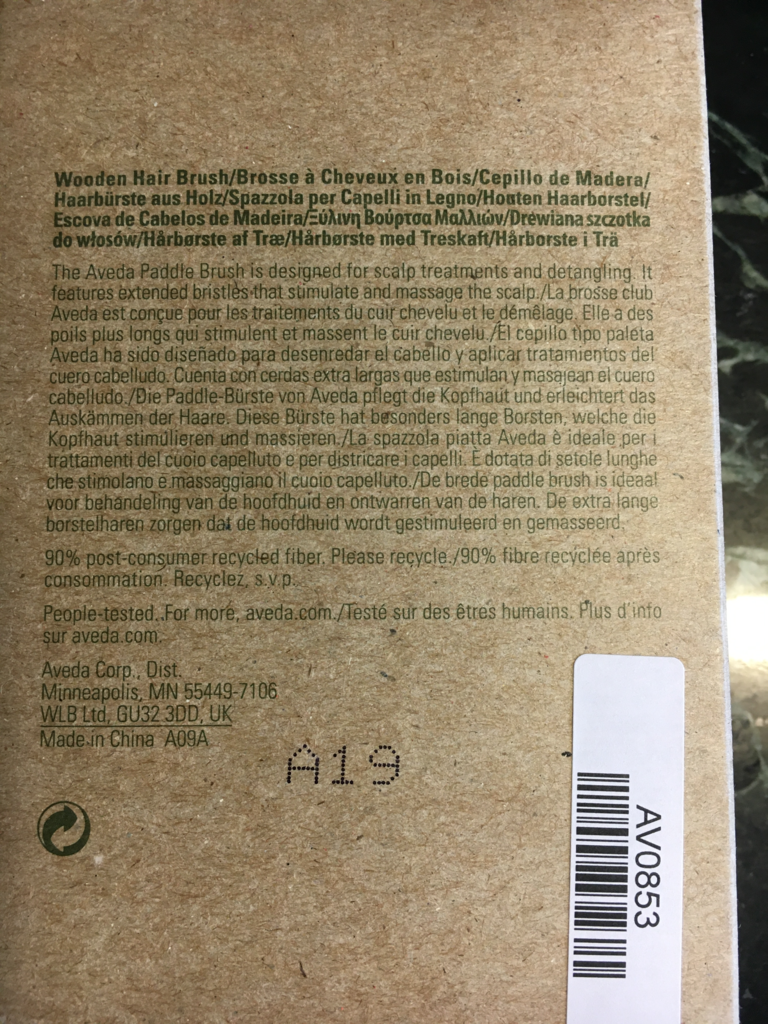 Wooden Hair Brush/Brosse à Cheveux en Bois/Cepillo de Madera/
Haarbürste aus Holz/Spazzola per Capelli in Legno/Houten Haarborstel/
Escova de Cabelos de Madeira/Ξύλινη Βούρτσα Μαλλιών/Drewiana szczotka
do włosów/Hårbørste af Træ/Hårbørste med Treskaft/Hårborste i Trä
The Aveda Paddle Brush is designed for scalp treatments and detangling. It
features extended bristles that stimulate and massage the scalp./La brosse club
Aveda est conçue pour les traitements du cuir chevelu et le démêlage. Elle a des
poils plus longs qui stimulent et massent le cuir chevelu./El cepillo tipo paleta
Aveda ha sido diseñado para desenredar el cabello y aplicar tratamientos del
cuero cabelludo. Cuenta con cerdas extra largas que estimulan y masajean el cuero
cabelludo./Die Paddle-Bürste von Aveda pflegt die Kopfhaut und erleichtert das
Auskämmen der Haare. Diese Bürste hat besonders lange Borsten, welche die
Kopfhaut stimulieren und massieren./La spazzola piatta Aveda è ideale per i
trattamenti del cuoio capelluto e per districare i capelli. È dotata di setole lunghe
che stimolano e massaggiano il cuoio capelluto./De brede paddle brush is ideaal
voor behandeling van de hoofdhuid en ontwarren van de haren. De extra lange
borstelharen zorgen dat de hoofdhuid wordt gestimuleerd en gemasseerd.
90% post-consumer recycled fiber. Please recycle./90% fibre recyclée après
consommation. Recyclez, s.v.p.
People-tested. For more, aveda.com./Testé sur des êtres humains. Plus d'info
sur aveda.com.
Aveda Corp., Dist.
Minneapolis, MN 55449-7106
WLB Ltd, GU32 3DD, UK
Made in China A09A
A19
AV0853